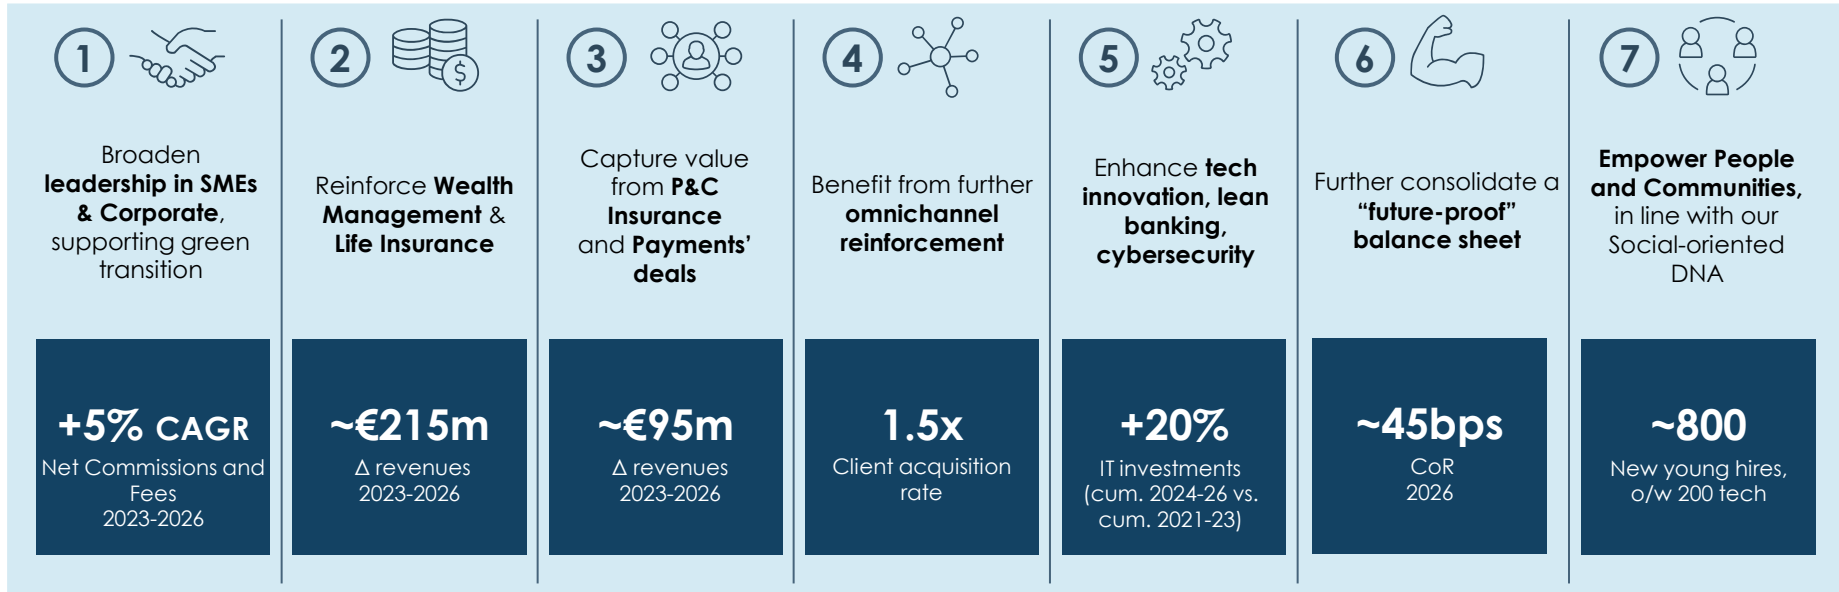 1
Broaden
leadership in SMEs
& Corporate,
supporting green
transition
+5% CAGR
Net Commissions and
Fees
2023-2026
2
$
Reinforce Wealth
Management &
Life Insurance
~€215m
Δ revenues
2023-2026
3
Capture value
from P&C
Insurance
and Payments’
deals
~€95m
Δ revenues
2023-2026
4
Benefit from further
omnichannel
reinforcement
1.5x
Client acquisition
rate
5
Enhance tech
innovation, lean
banking,
cybersecurity
+20%
IT investments
(cum. 2024-26 vs.
cum. 2021-23)
6
Further consolidate a
“future-proof”
balance sheet
~45bps
CoR
2026
7
Empower People
and Communities,
in line with our
Social-oriented
DNA
~800
New young hires,
o/w 200 tech